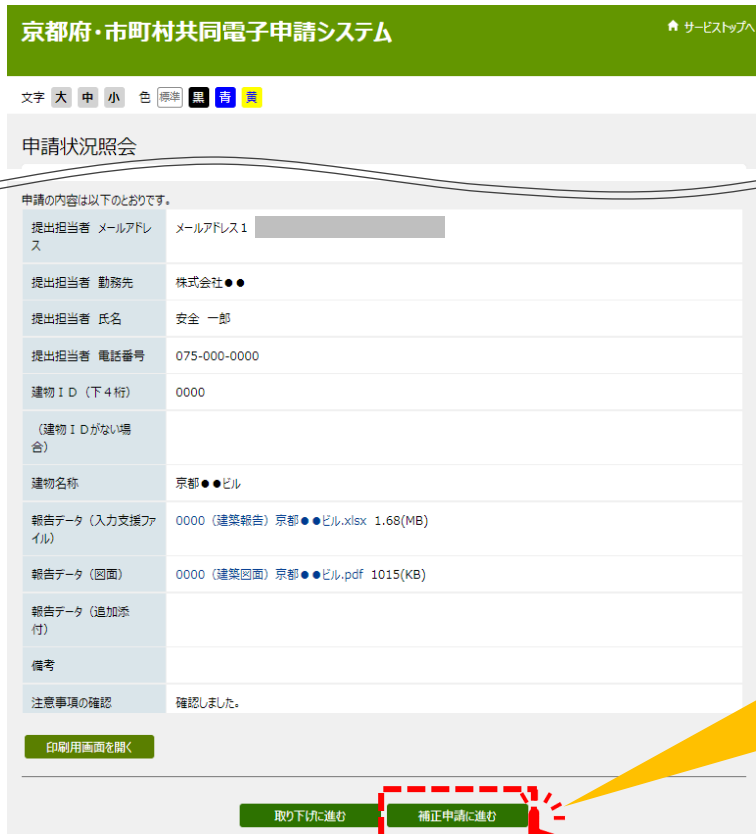 京都府・市町村共同電子申請システム
サービストップへ
文字 大 中 小 色 標準 黒 青 黄
申請状況照会
申請の内容は以下のとおりです。
提出担当者 メールアドレ
ス
メールアドレス1
提出担当者 勤務先 株式会社●●
提出担当者 氏名 安全 一郎
提出担当者 電話番号 075-000-0000
建物ID（下4桁） 0000
（建物IDがない場
合）
建物名称 京都●●ビル
報告データ（入力支援ファ
イル）
0000（建築報告）京都●●ビル.xlsx 1.68(MB)
報告データ（図面） 0000（建築図面）京都●●ビル.pdf 1015(KB)
報告データ（追加添
付）
備考
注意事項の確認 確認しました。
印刷用画面を開く
取り下げに進む 補正申請に進む